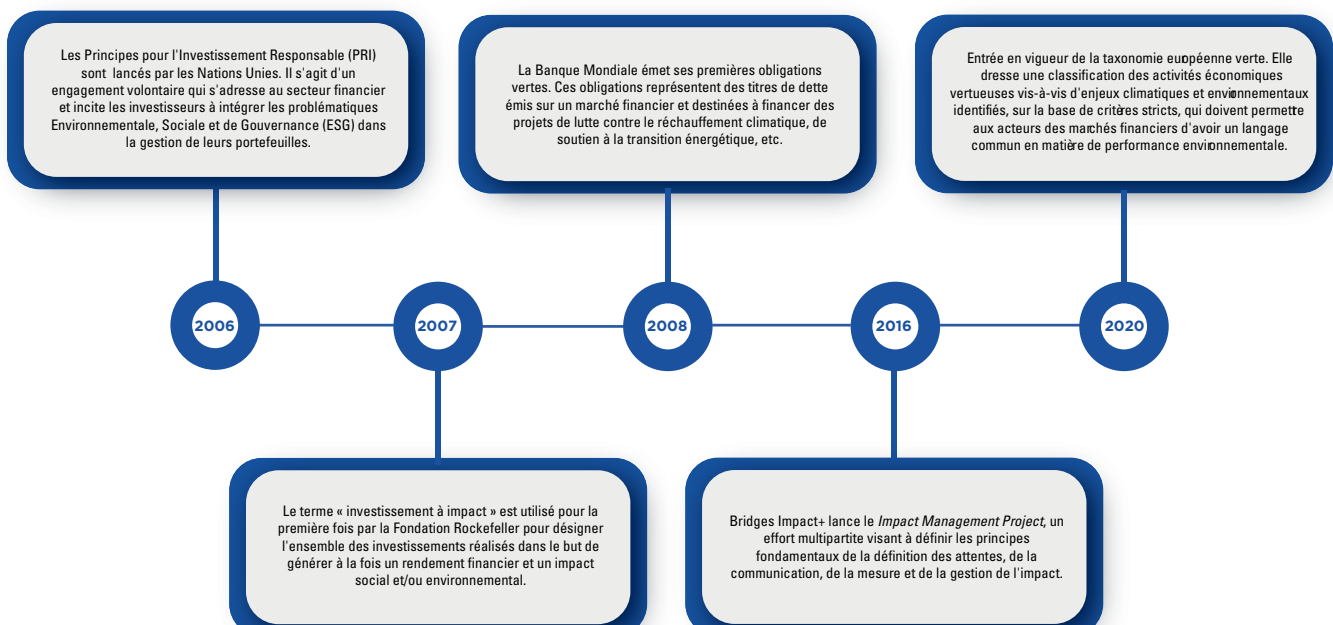 Les Principes pour l'Investissement Responsable (PRI)
sont lancés par les Nations Unies. Il s'agit d'un
engagement volontaire qui s'adresse au secteur financier
et incite les investisseurs à intégrer les problématiques
Environnementale, Sociale et de Gouvernance (ESG) dans
la gestion de leurs portefeuilles.
La Banque Mondiale émet ses premières obligations
vertes. Ces obligations représentent des titres de dette
émis sur un marché financier et destinées à financer des
projets de lutte contre le réchauffement climatique, de
soutien à la transition énergétique, etc.
Entrée en vigueur de la taxonomie européenne verte. Elle
dresse une classification des activités économiques
vertueuses vis-à-vis d'enjeux climatiques et environnementaux
identifiés, sur la base de critères stricts, qui doivent permettre
aux acteurs des marchés financiers d'avoir un langage
commun en matière de performance environnementale.
2006
2007
2008
2016
2020
Le terme « investissement à impact » est utilisé pour la
première fois par la Fondation Rockefeller pour désigner
l'ensemble des investissements réalisés dans le but de
générer à la fois un rendement financier et un impact
social et/ou environnemental.
Bridges Impact+ lance le Impact Management Project, un
effort multipartite visant à définir les principes
fondamentaux de la définition des attentes, de la
communication, de la mesure et de la gestion de l'impact.